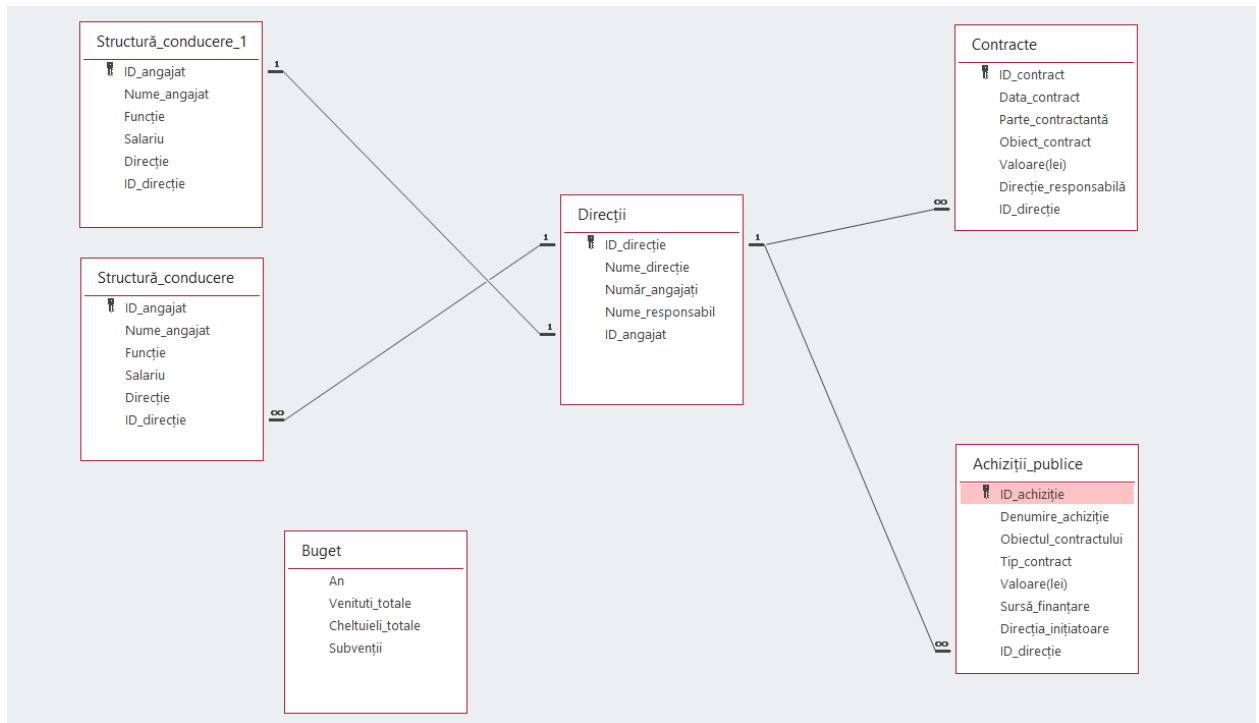 Structură_conducere_1
ID_angajat
Nume_angajat
Funcție
Salariu
Direcție
ID_direcție
1
Structură_conducere
ID_angajat
Nume_angajat
Funcție
Salariu
Direcție
ID_direcție
∞
Direcții
1
ID_direcție
1
Nume_direcție
Număr_angajați
Nume_responsabil
1
ID_angajat
Buget
An
Venituti_totale
Cheltuieli_totale
Subvenții
Contracte
ID_contract
Data_contract
Parte_contractantă
Obiect_contract
Valoare(lei)
Direcție_responsabilă
∞
ID_direcție
Achiziții_publice
ID_achiziție
Denumire_achiziție
Obiectul_contractului
Tip_contract
Valoare(lei)
Sursă_finanțare
Direcția_inițiatoare
∞
ID_direcție